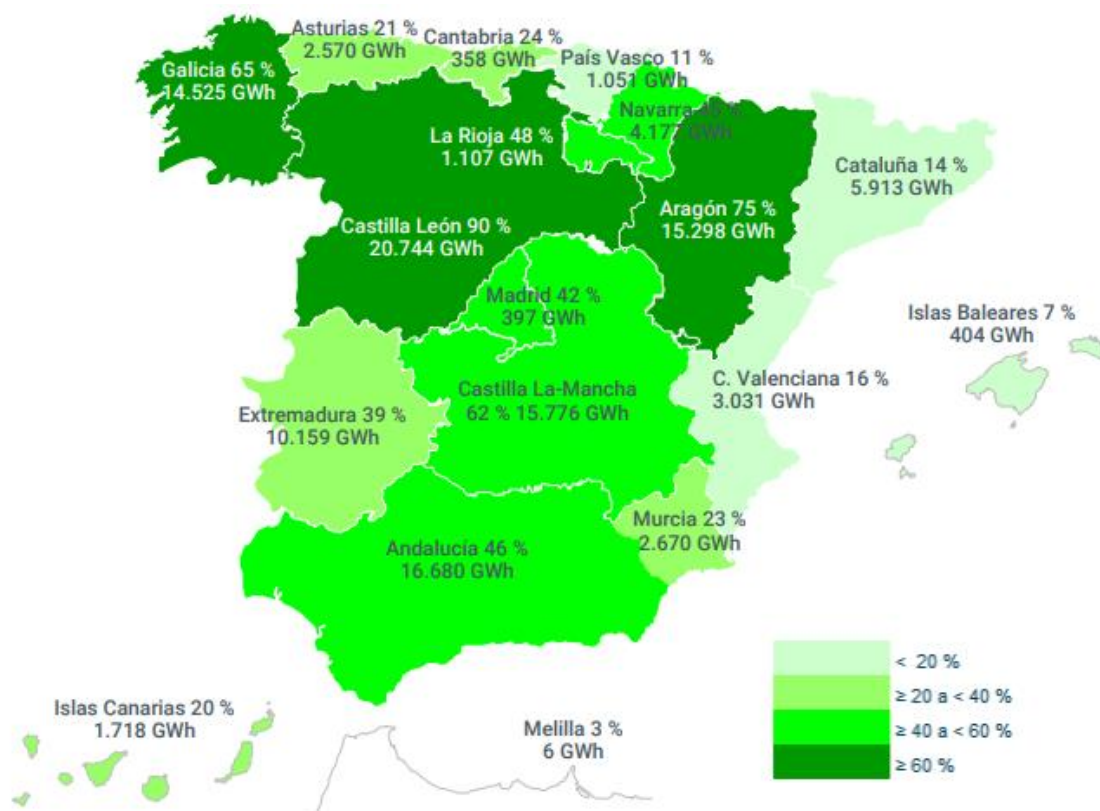 Asturias 21 %
2.570 GWh
Cantabria 24 %
358 GWh
País Vasco 11 %
1.051 GWh
Galicia 65 %
14.525 GWh
Navarra
4.177 GWh
La Rioja 48 %
1.107 GWh
Cataluña 14 %
5.913 GWh
Aragón 75 %
15.298 GWh
Castilla León 90 %
20.744 GWh
Madrid 42 %
397 GWh
Islas Baleares 7 %
404 GWh
C. Valenciana 16 %
3.031 GWh
Castilla La-Mancha
62 % 15.776 GWh
Extremadura 39 %
10.159 GWh
Murcia 23 %
2.670 GWh
Andalucía 46 %
16.680 GWh
Islas Canarias 20 %
1.718 GWh
Melilla 3 %
6 GWh
< 20 %
≥20 a < 40 %
≥ 40 a < 60 %
≥ 60 %